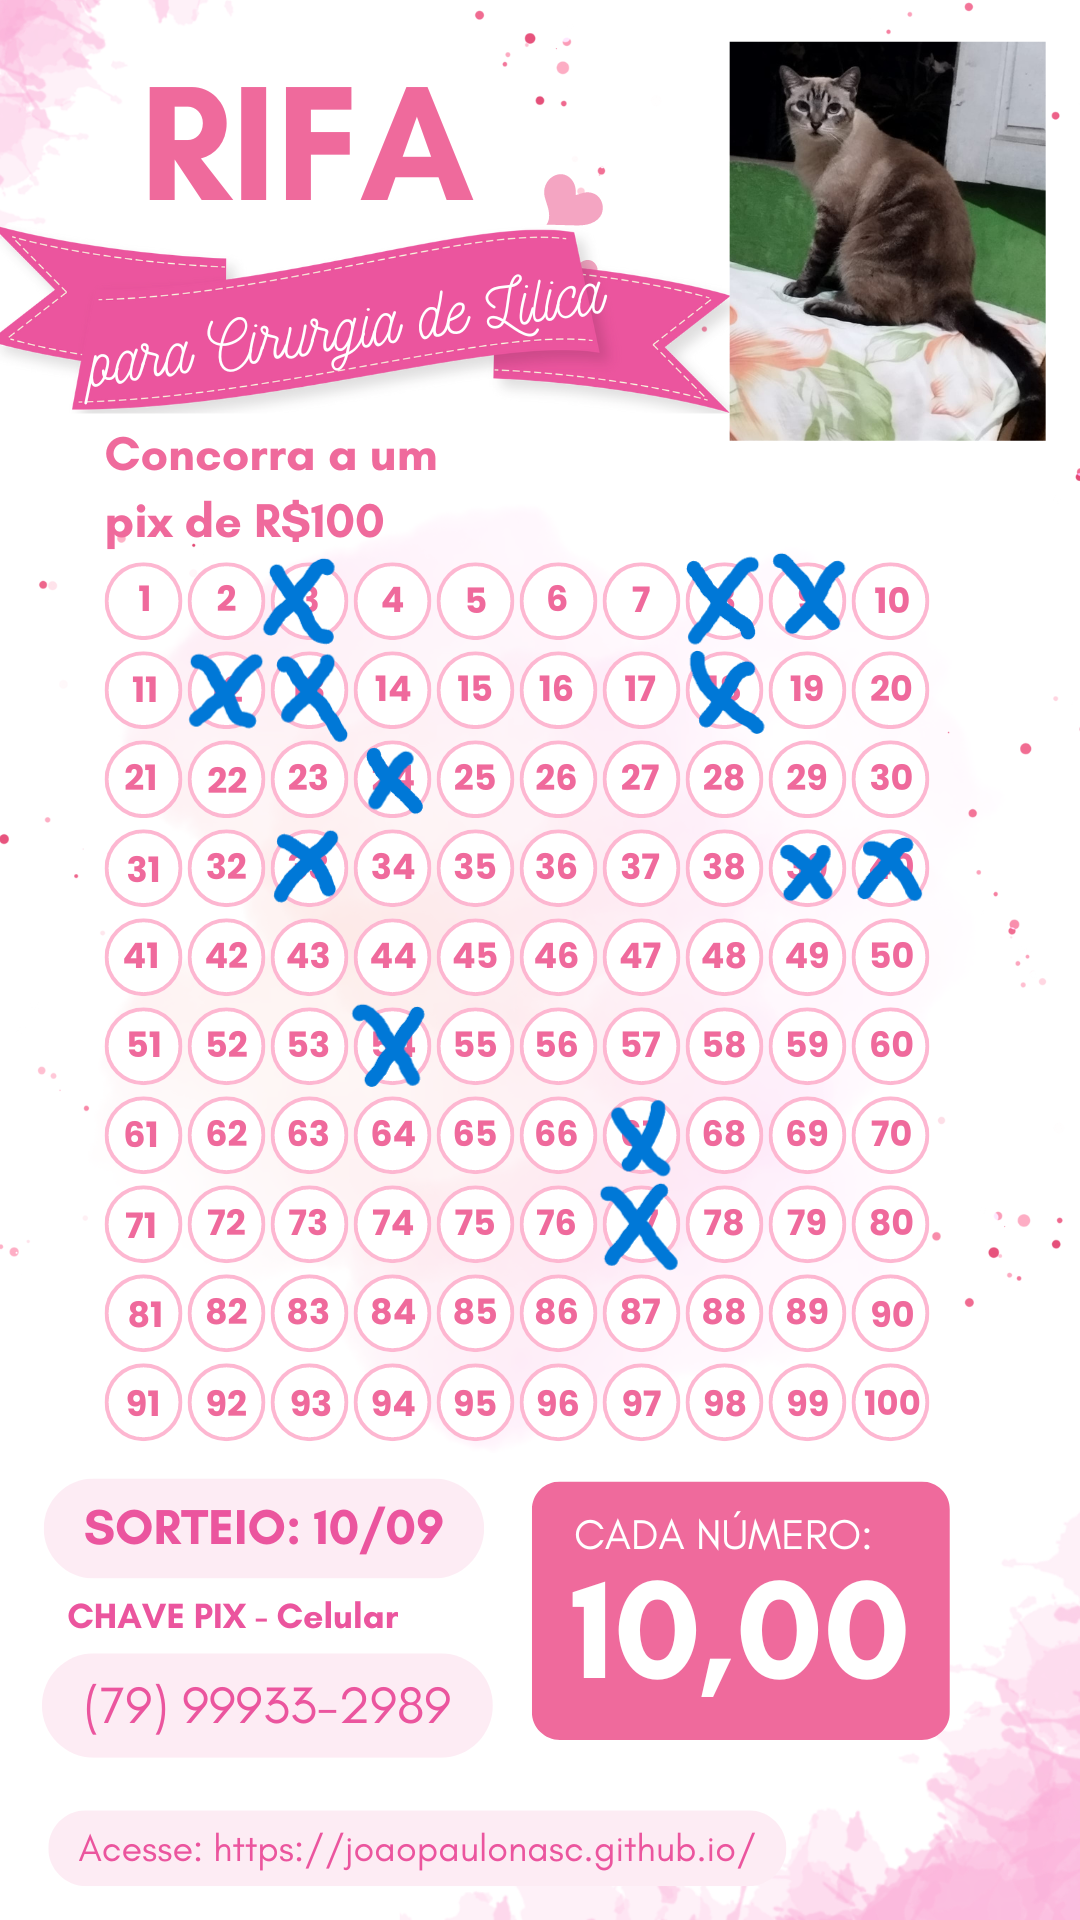 RIFA
para Cirurgia de Lilica
Concorra a um
pix de R$100
1 2 4 5 6 7 10
11 14 15 16 17 19 20
21 22 23 25 26 27 28 29 30
31 32 34 35 36 37 38
41 42 43 44 45 46 47 48 49 50
51 52 53 55 56 57 58 59 60
61 62 63 64 65 66 68 69 70
71 72 73 74 75 76 78 79 80
81 82 83 84 85 86 87 88 89 90
91 92 93 94 95 96 97 98 99 100
SORTEIO: 10/09
CHAVE PIX - Celular
(79) 99933-2989
CADA NÚMERO:
10,00
Acesse: https://joaopaulonasc.github.io/